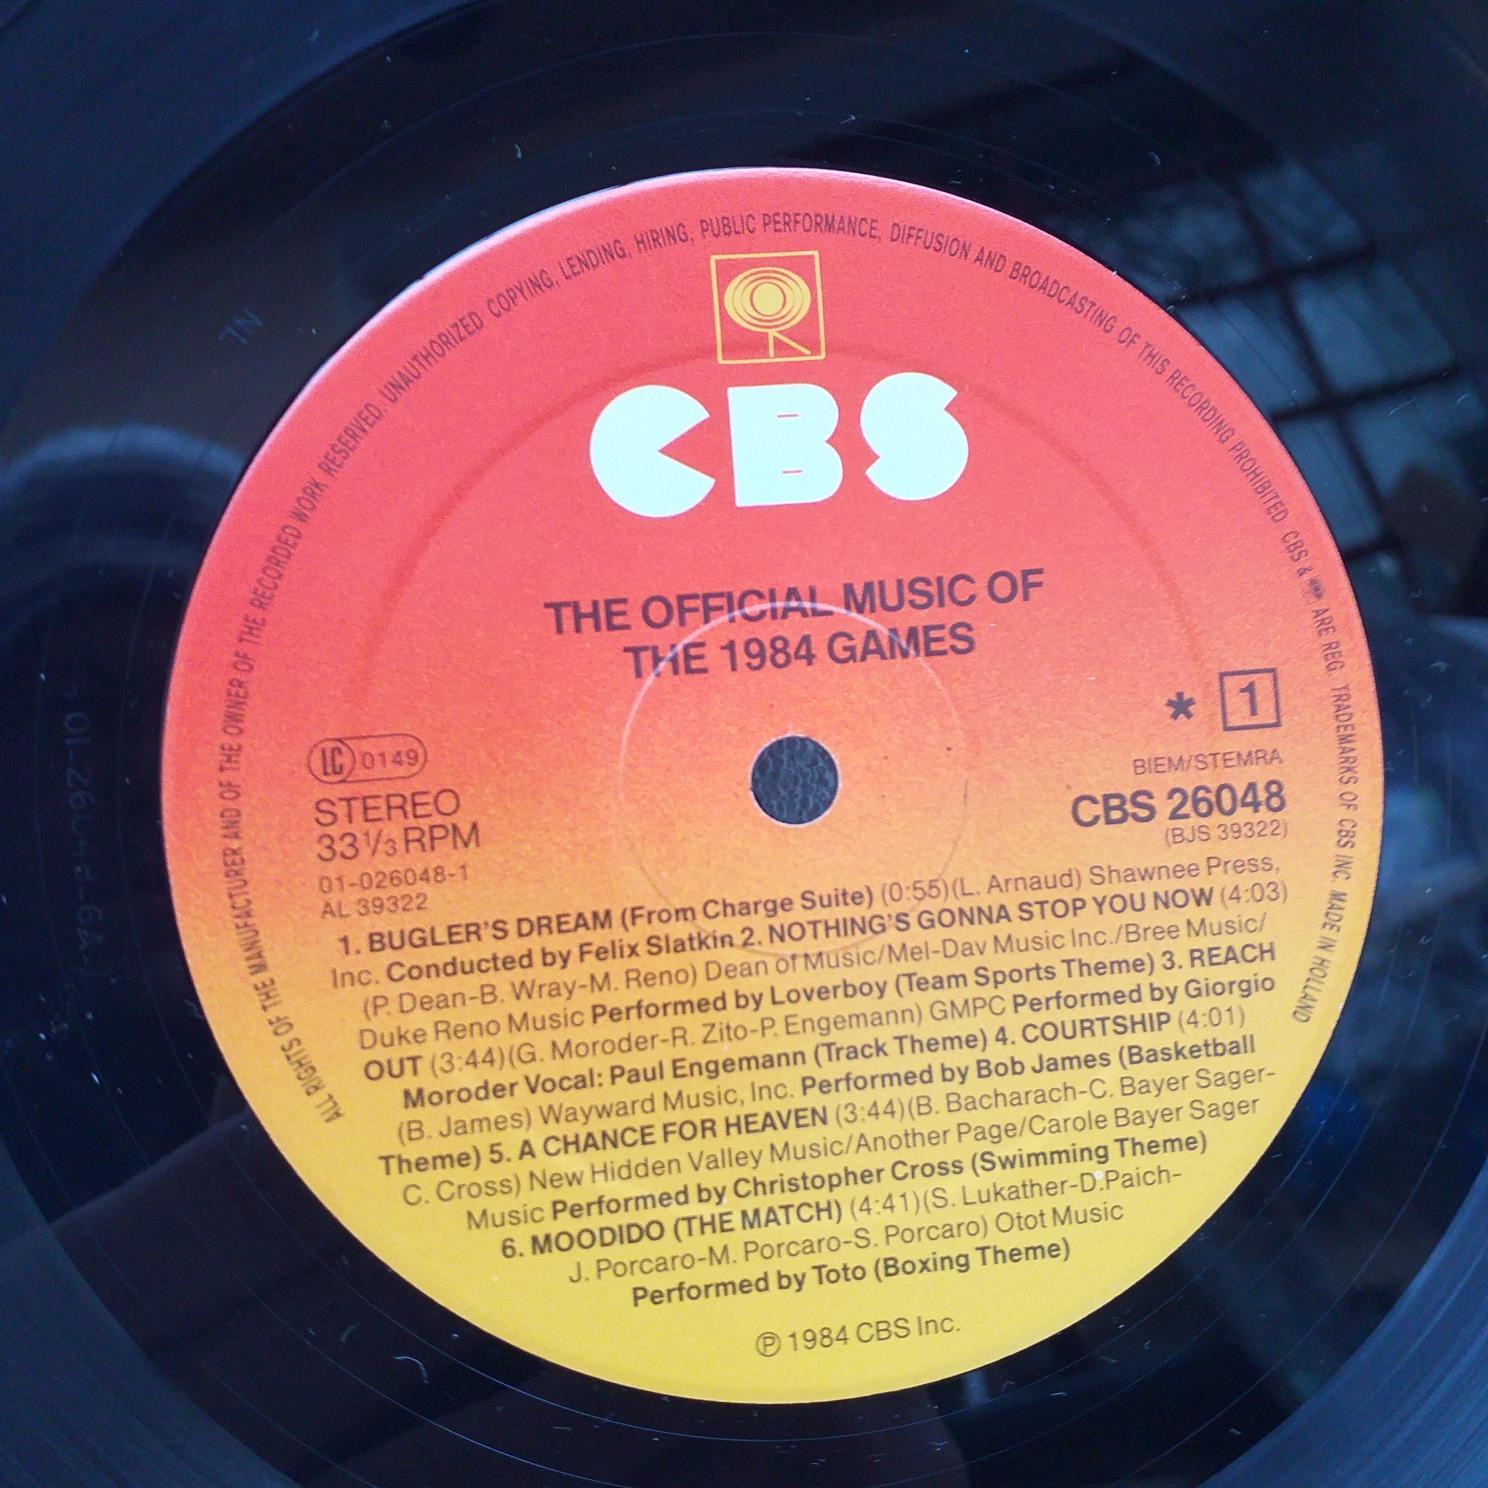 ALL RIGHTS OF THE MANUFACTURER AND OF THE OWNER OF THE RECORDED WORK RESERVED. UNAUTHORIZED COPYING, LENDING, HIRING, PUBLIC PERFORMANCE, DIFFUSION AND BROADCASTING OF THIS RECORDING PROHIBITED. CBS & ARE REG. TRADEMARKS OF CBS INC. MADE IN HOLLAND
CBS
THE OFFICIAL MUSIC OF
THE 1984 GAMES
* 1
LC 0149
STEREO
33 1/3 RPM
01-026048-1
AL 39322
BIEM/STEMRA
CBS 26048
(BJS 39322)
1. BUGLER'S DREAM (From Charge Suite) (0:55)(L. Arnaud) Shawnee Press,
Inc. Conducted by Felix Slatkin 2. NOTHING'S GONNA STOP YOU NOW (4:03)
(P. Dean-B. Wray-M. Reno) Dean of Music/Mel-Dav Music Inc./Bree Music/
Duke Reno Music Performed by Loverboy (Team Sports Theme) 3. REACH
OUT (3:44)(G. Moroder-R. Zito-P. Engemann) GMPC Performed by Giorgio
Moroder Vocal: Paul Engemann (Track Theme) 4. COURTSHIP (4:01)
(B. James) Wayward Music, Inc. Performed by Bob James (Basketball
Theme) 5. A CHANCE FOR HEAVEN (3:44)(B. Bacharach-C. Bayer Sager-
C. Cross) New Hidden Valley Music/Another Page/Carole Bayer Sager
Music Performed by Christopher Cross (Swimming Theme)
6. MOODIDO (THE MATCH) (4:41)(S. Lukather-D.Paich-
J. Porcaro-M. Porcaro-S. Porcaro) Otot Music
Performed by Toto (Boxing Theme)
℗ 1984 CBS Inc.
NL